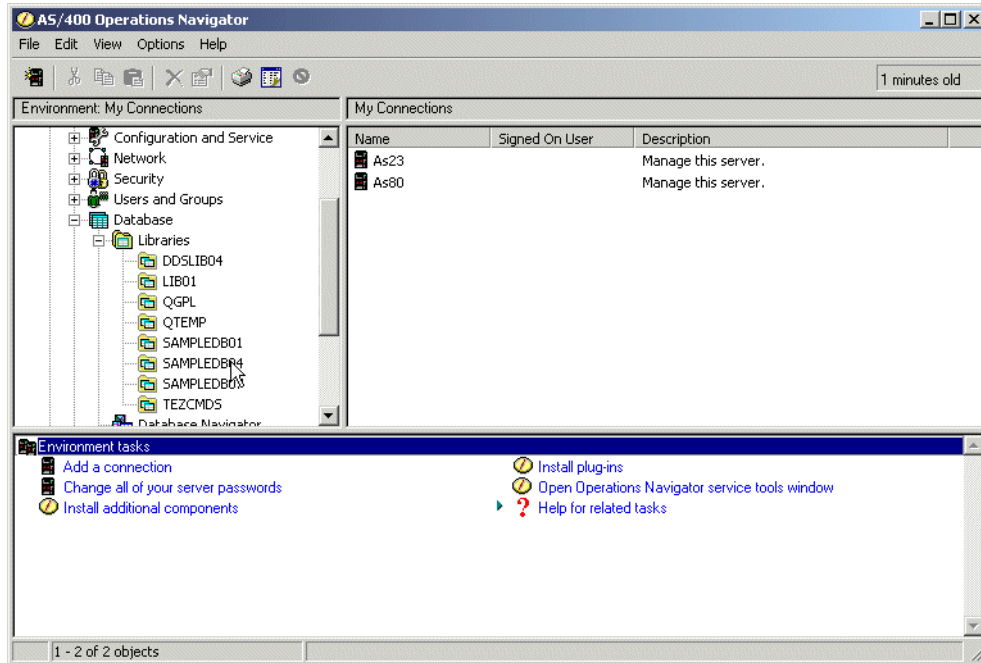 AS/400 Operations Navigator
File Edit View Options Help
1 minutes old
Environment: My Connections
My Connections
Configuration and Service
Network
Security
Users and Groups
Database
Libraries
DDSLIB04
LIB01
QGPL
QTEMP
SAMPLEDB01
SAMPLEDB04
TEZCMDS
Database Navigator
Name Signed On User Description
As23 Manage this server.
As80 Manage this server.
Environment tasks
Add a connection
Change all of your server passwords
Install additional components
Install plug-ins
Open Operations Navigator service tools window
Help for related tasks
1 - 2 of 2 objects